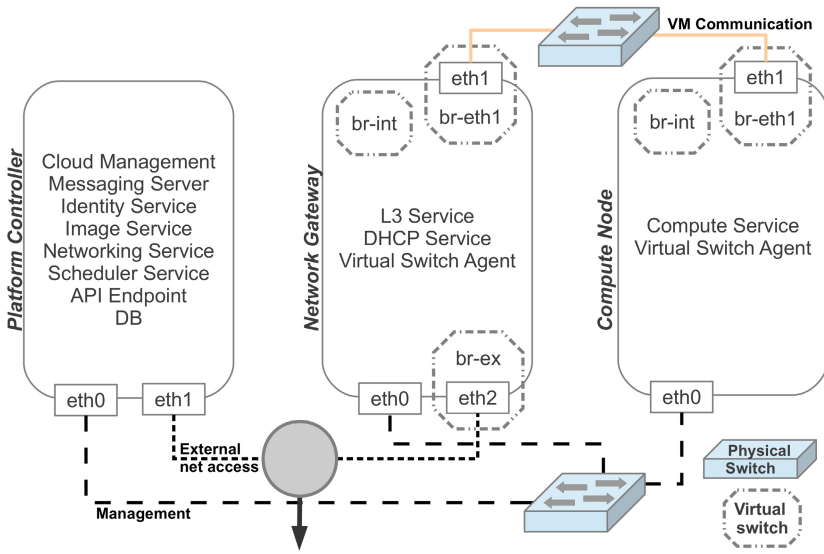 VM Communication
Platform Controller
Cloud Management
Messaging Server
Identity Service
Image Service
Networking Service
Scheduler Service
API Endpoint
DB
eth0
eth1
Network Gateway
br-int
eth1
br-eth1
L3 Service
DHCP Service
Virtual Switch Agent
br-ex
eth0
eth2
Compute Node
br-int
eth1
br-eth1
Compute Service
Virtual Switch Agent
eth0
External
net access
Management
Physical
Switch
Virtual
switch